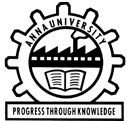 ANNA UNIVERSITY
PROGRESS THROUGH KNOWLEDGE